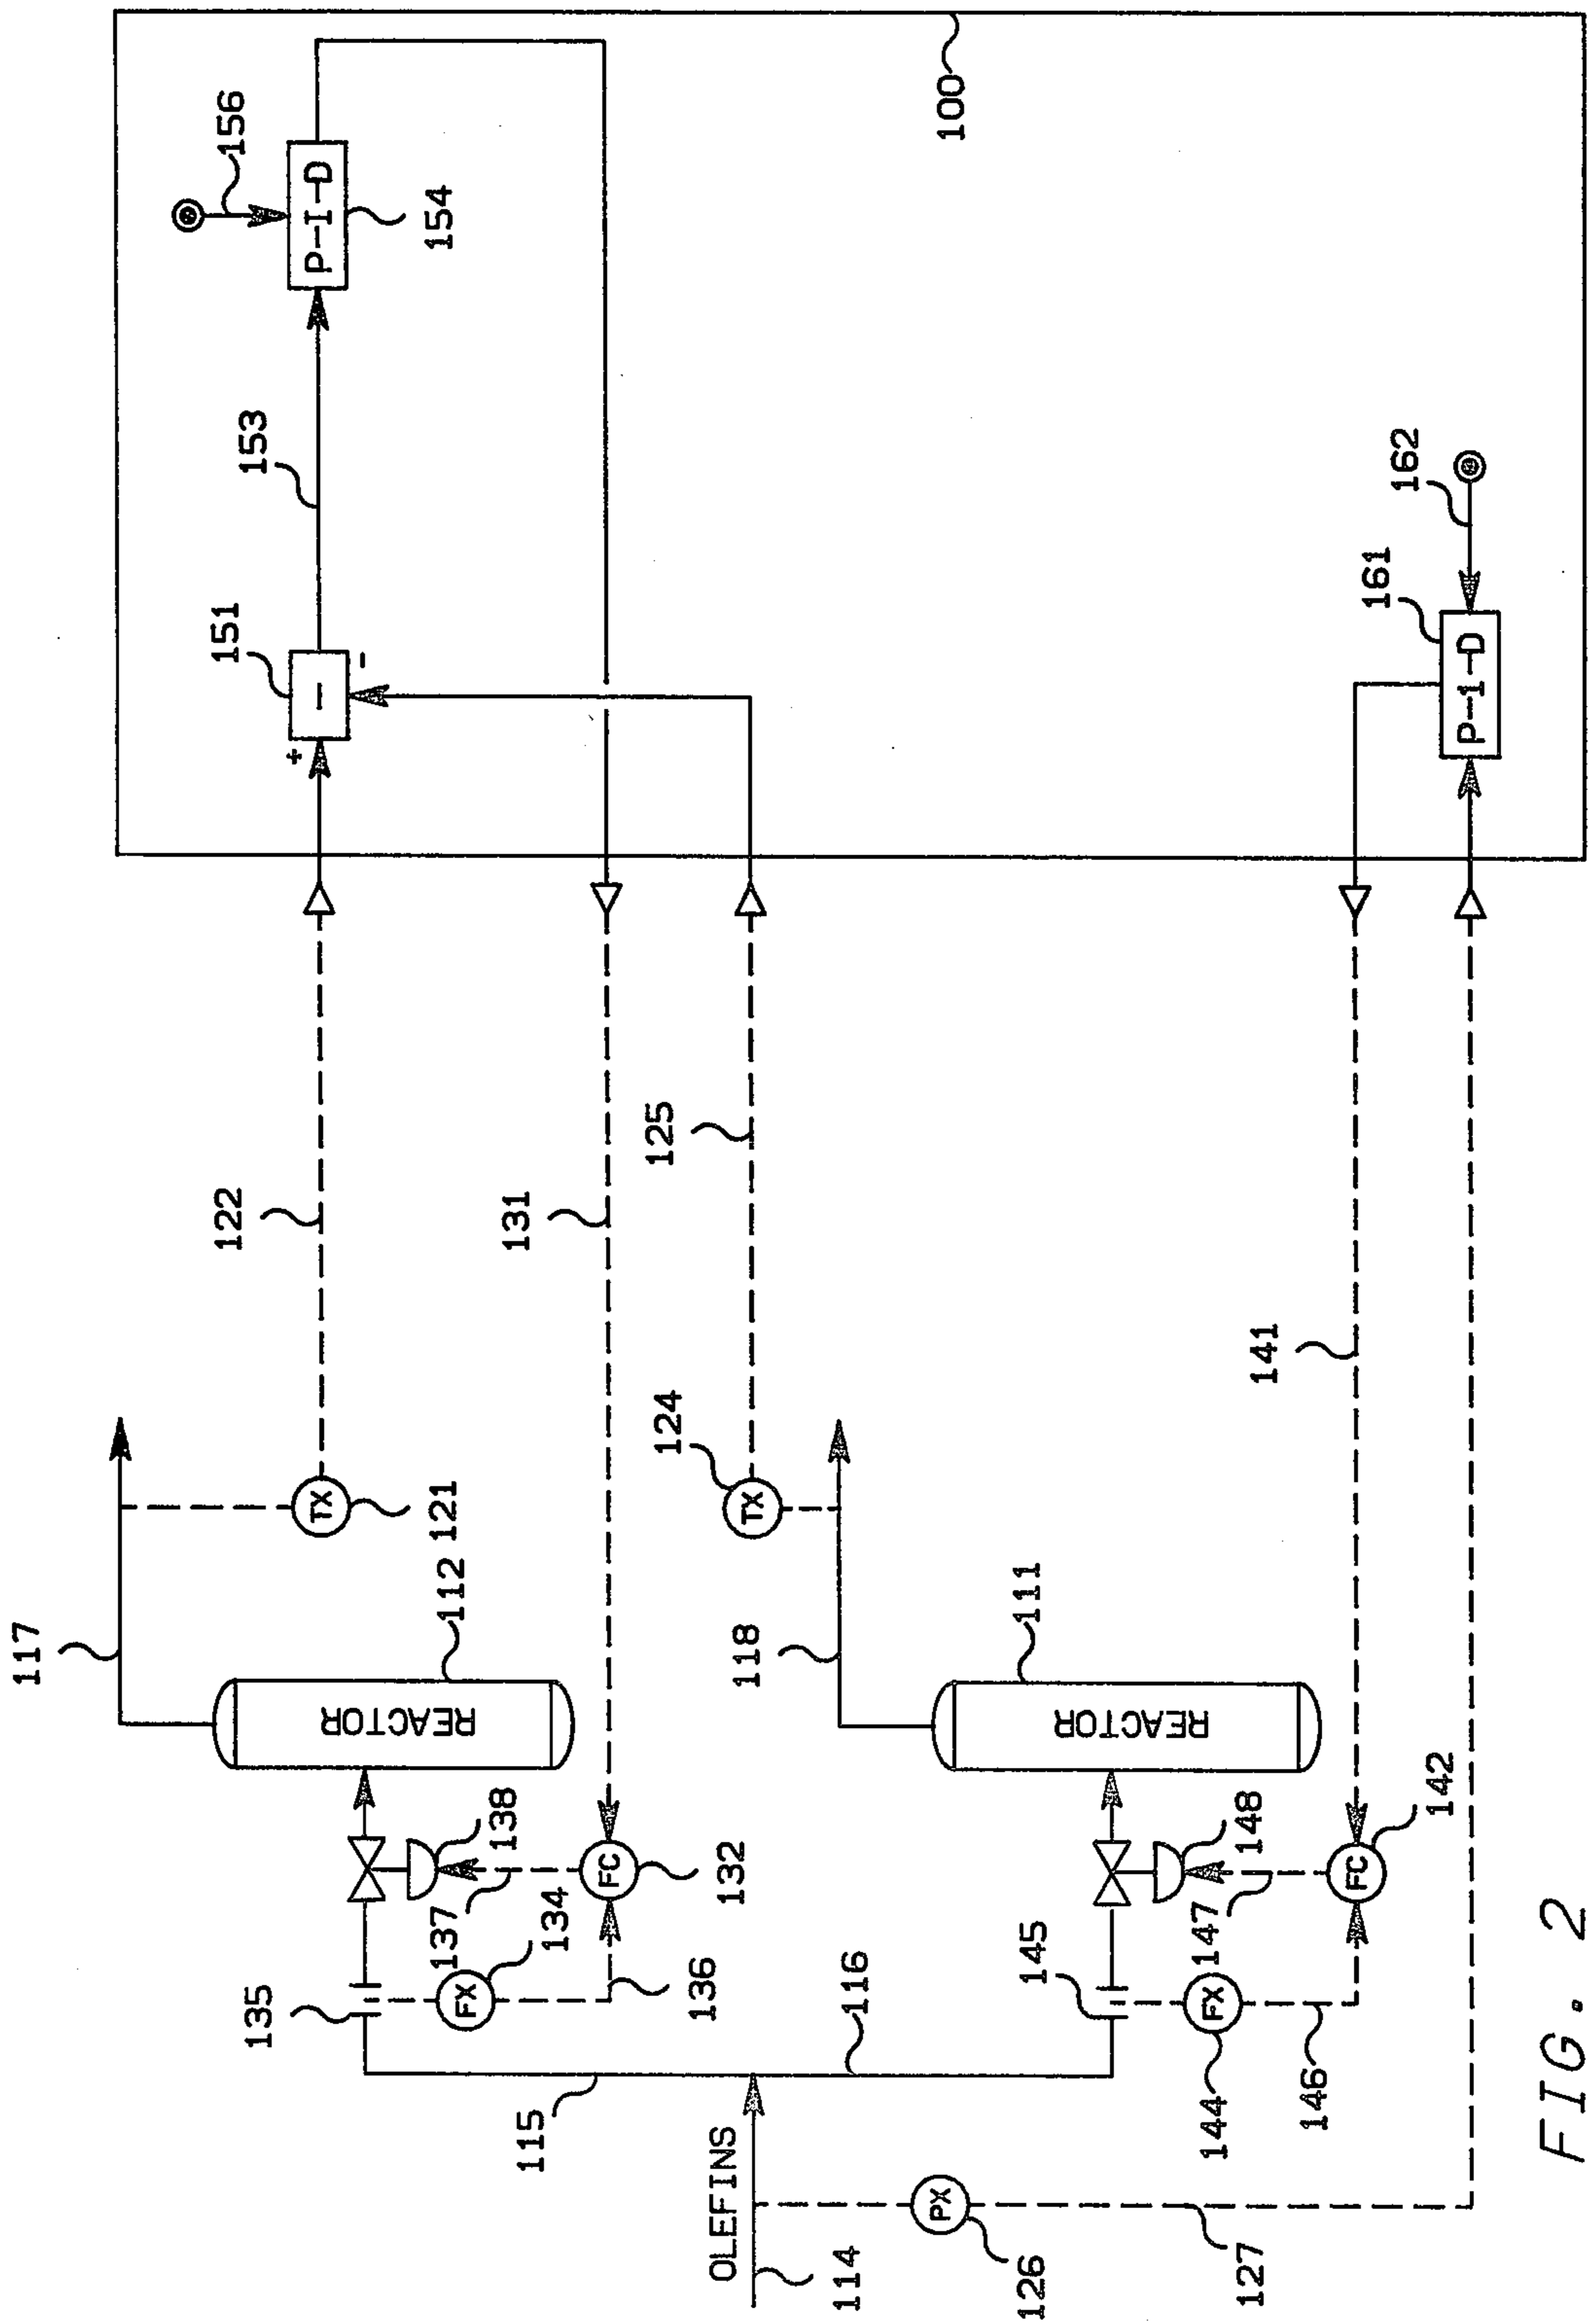 117
112
REACTOR
121
TX
122
135
FX
134
137
138
136
FC
132
131
115
OLEFINS
114
PX
126
127
116
118
111
REACTOR
124
TX
125
145
FX
144
147
148
146
FC
142
141
151
+
—
-
153
P-I-D
154
156
100
161
P-1-D
162
FIG. 2